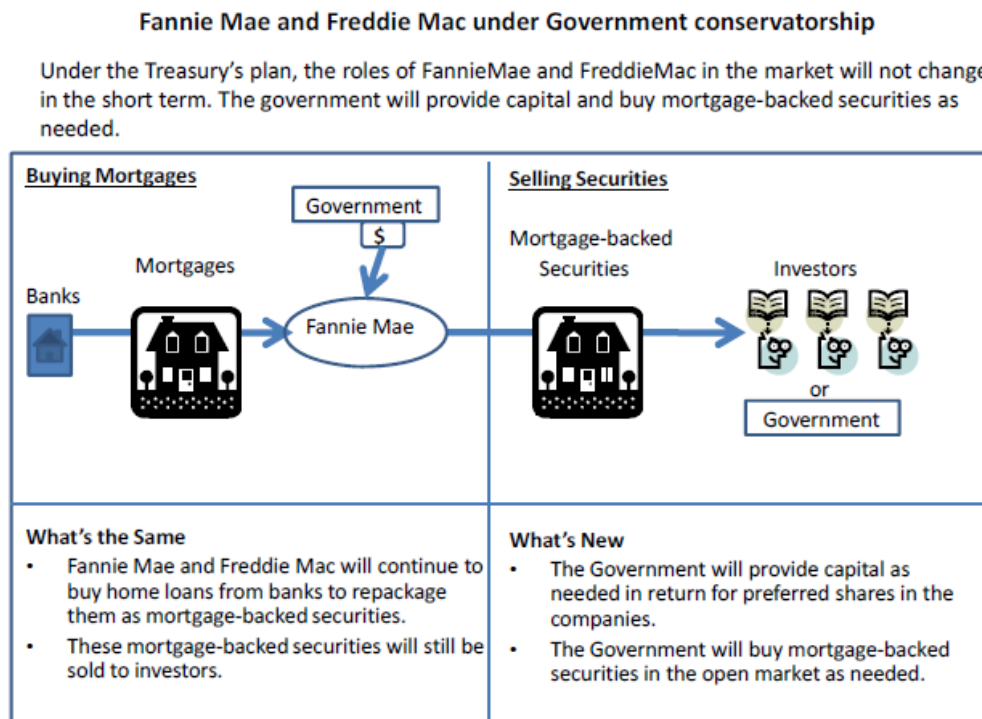 Fannie Mae and Freddie Mac under Government conservatorship
Under the Treasury's plan, the roles of FannieMae and FreddieMac in the market will not change
in the short term. The government will provide capital and buy mortgage-backed securities as
needed.
Buying Mortgages
Government
$
Mortgages
Banks
Fannie Mae
Selling Securities
Mortgage-backed
Securities
Investors
or
Government
What's the Same
• Fannie Mae and Freddie Mac will continue to
buy home loans from banks to repackage
them as mortgage-backed securities.
• These mortgage-backed securities will still be
sold to investors.
What's New
• The Government will provide capital as
needed in return for preferred shares in the
companies.
• The Government will buy mortgage-backed
securities in the open market as needed.